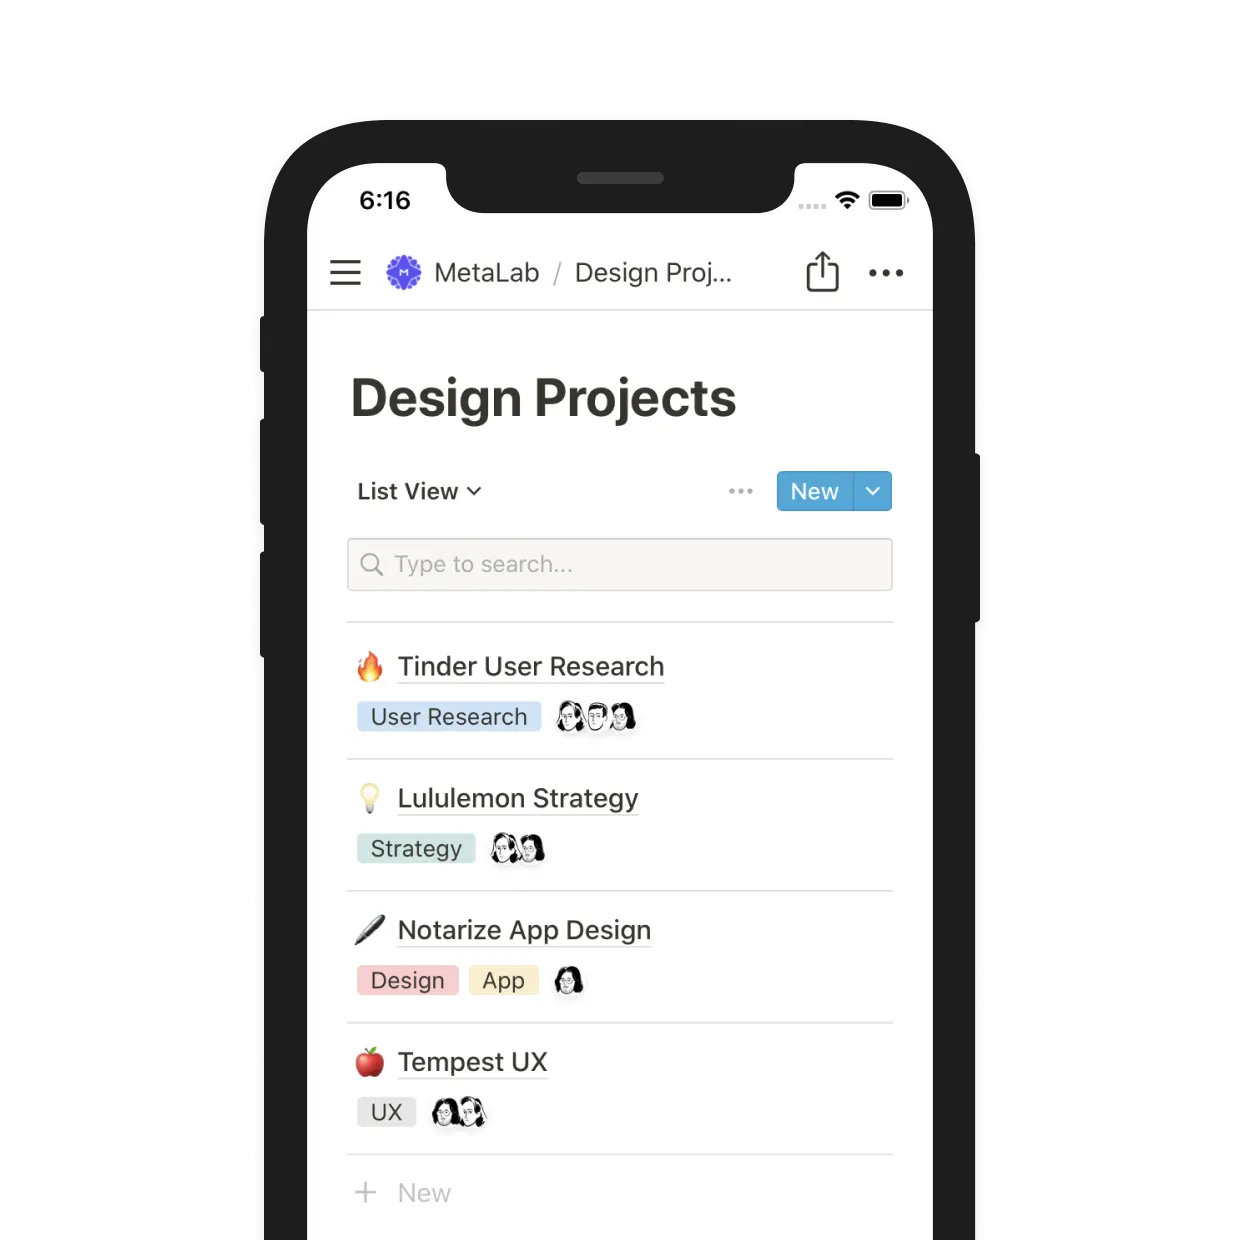 6:16
MetaLab / Design Proj...
Design Projects
List View
New
Type to search...
Tinder User Research
User Research
Lululemon Strategy
Strategy
Notarize App Design
Design App
Tempest UX
UX
+ New